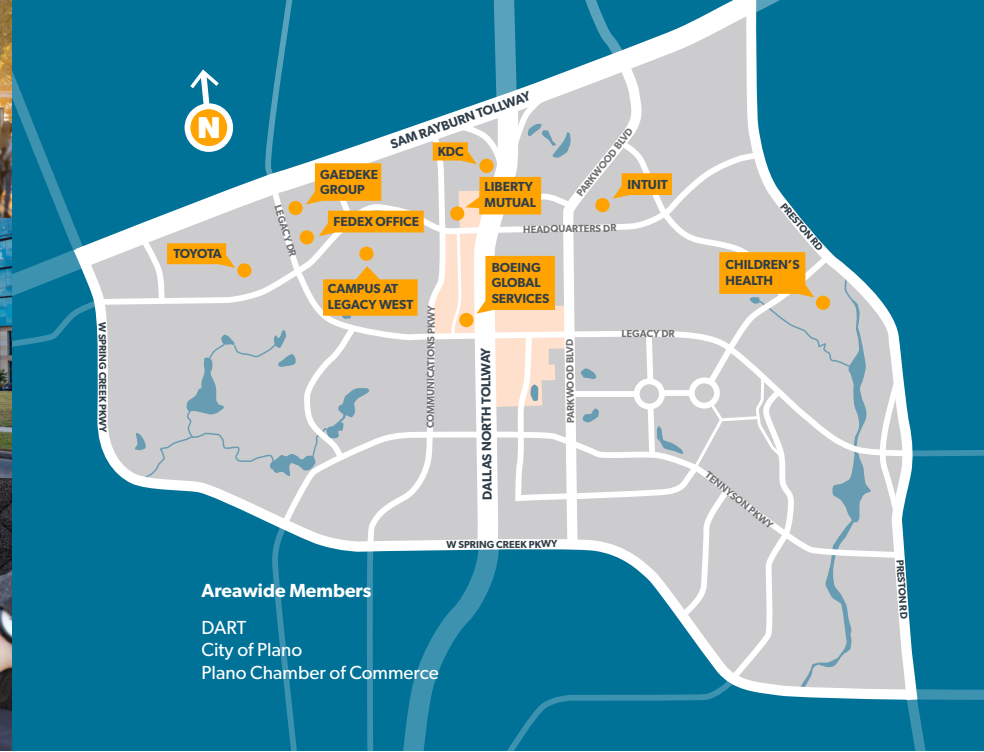 N
SAM RAYBURN TOLLWAY
KDC
GAEDEKE
GROUP
LIBERTY
MUTUAL
PARKWOOD BLVD
INTUIT
LEGACY DR
FEDEX OFFICE
HEADQUARTERS DR
PRESTON RD
TOYOTA
CAMPUS AT
LEGACY WEST
BOEING
GLOBAL
SERVICES
CHILDREN'S
HEALTH
W SPRING CREEK PKWY
COMMUNICATIONS PKWY
DALLAS NORTH TOLLWAY
PARKWOOD BLVD
LEGACY DR
TENNYSON PKWY
W SPRING CREEK PKWY
PRESTON RD
Areawide Members
DART
City of Plano
Plano Chamber of Commerce